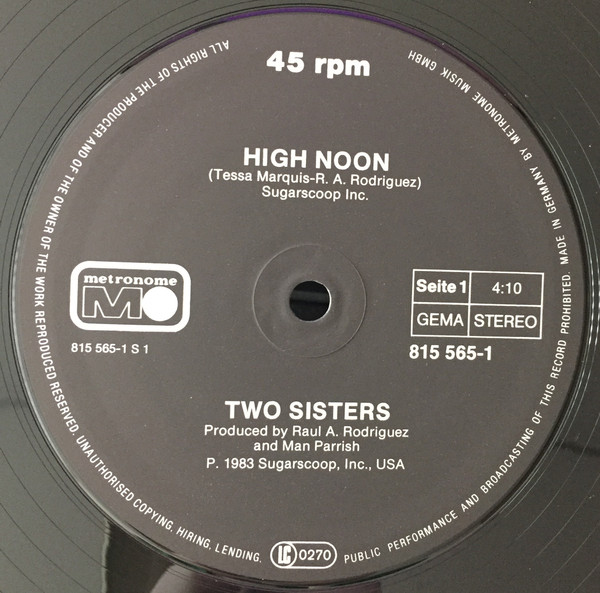 45 rpm
HIGH NOON
(Tessa Marquis-R. A. Rodriguez)
Sugarscoop Inc.
metronome
M
815 565-1 S 1
Seite 1 4:10
GEMA STEREO
815 565-1
TWO SISTERS
Produced by Raul A. Rodriguez
and Man Parrish
P. 1983 Sugarscoop, Inc., USA
ALL RIGHTS OF THE PRODUCER AND OF THE OWNER OF THE WORK REPRODUCED RESERVED. UNAUTHORISED COPYING, HIRING, LENDING, LC 0270 PUBLIC PERFORMANCE AND BROADCASTING OF THIS RECORD PROHIBITED. MADE IN GERMANY BY METRONOME MUSIK GMBH